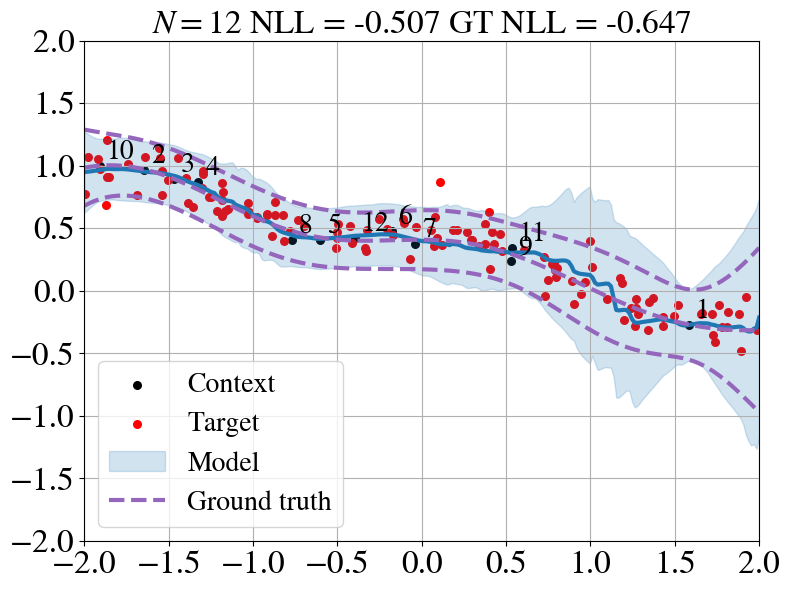 N = 12 NLL = -0.507 GT NLL = -0.647
2.0
1.5
1.0
0.5
0.0
−0.5
−1.0
−1.5
−2.0
10 2 3 4
8 5 12 6 7 11 9
1
Context
Target
Model
Ground truth
−2.0 −1.5 −1.0 −0.5 0.0 0.5 1.0 1.5 2.0